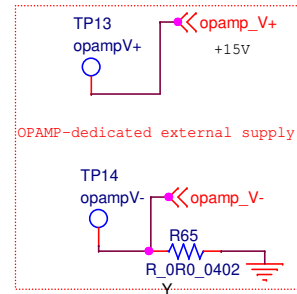 TP13
opampV+
opamp_V+
+15V
OPAMP-dedicated external supply
TP14
opampV-
opamp_V-
R65
R_0R0_0402
Y